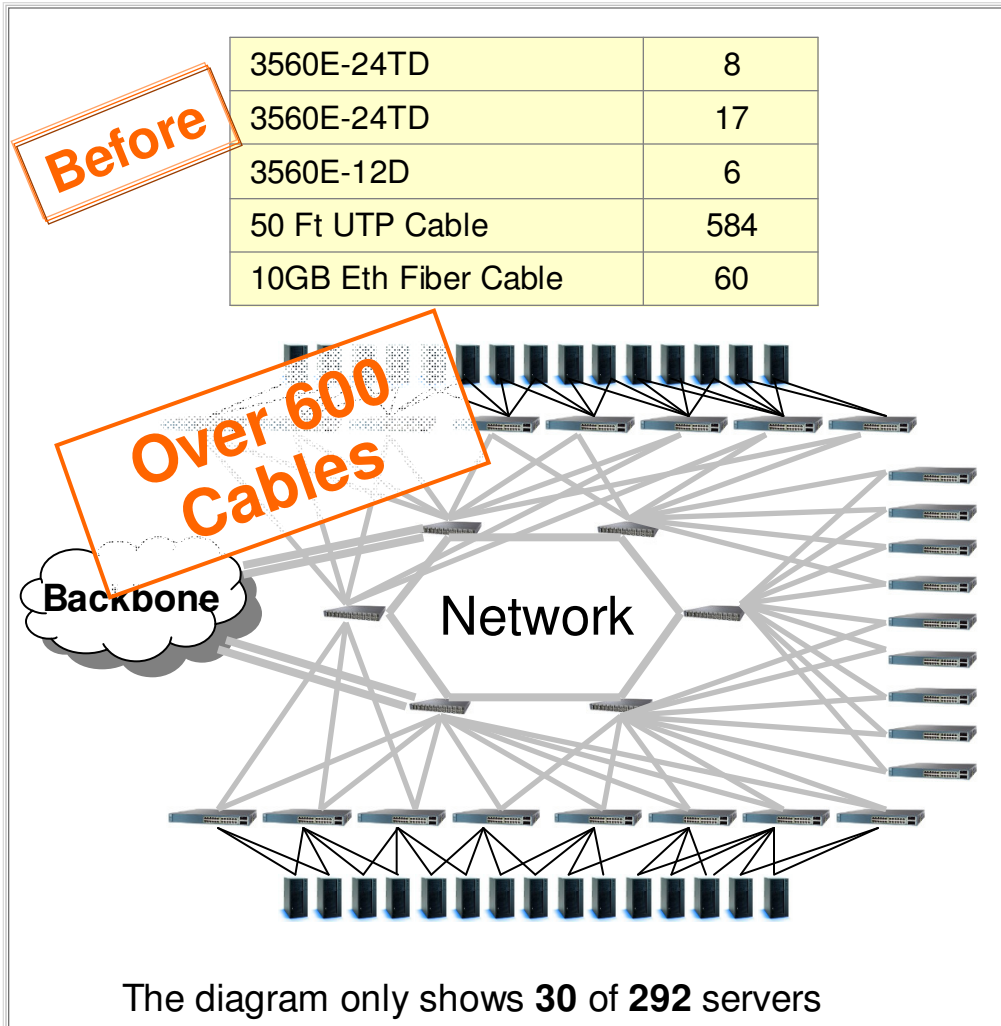 Before
3560E-24TD 8
3560E-24TD 17
3560E-12D 6
50 Ft UTP Cable 584
10GB Eth Fiber Cable 60
Over 600
Cables
Backbone
Network
The diagram only shows 30 of 292 servers